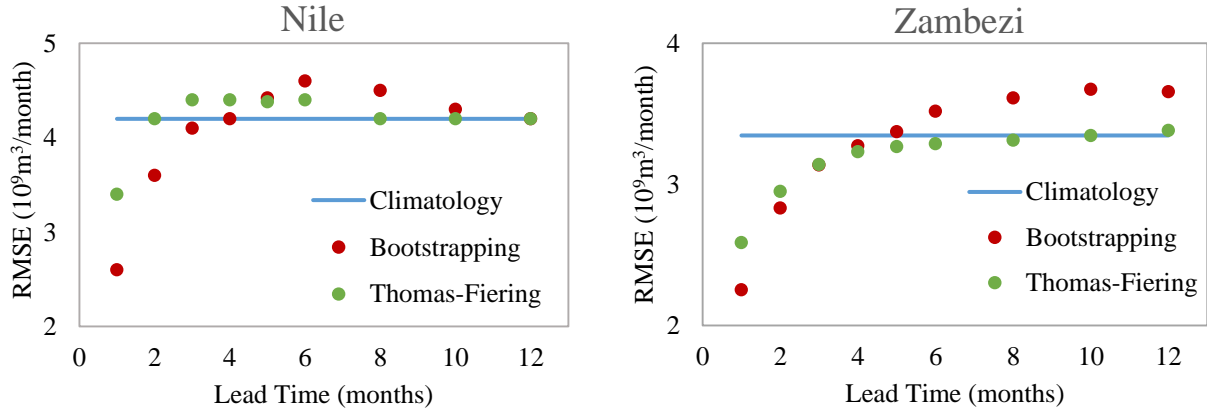 Nile
RMSE (10⁹m³/month)
5
4
3
2
Climatology
Bootstrapping
Thomas-Fiering
0 2 4 6 8 10 12
Lead Time (months)
Zambezi
RMSE (10⁹m³/month)
4
3
2
Climatology
Bootstrapping
Thomas-Fiering
0 2 4 6 8 10 12
Lead Time (months)